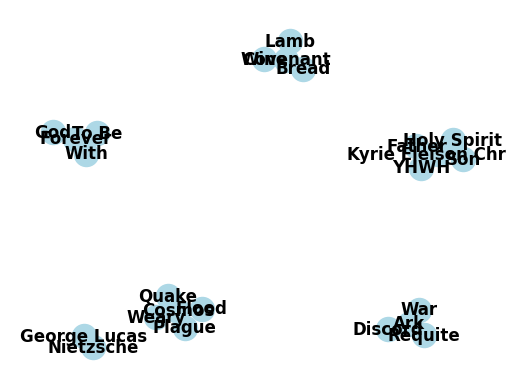 Lamb
Wine
Covenant
Bread
God
To Be
Forever
With
Holy Spirit
Father
Kyrie Eleison Chr
Son
YHWH
Quake
Flood
Cosmos
Weary
Plague
War
Ark
Discord
Requite
George Lucas
Nietzsche